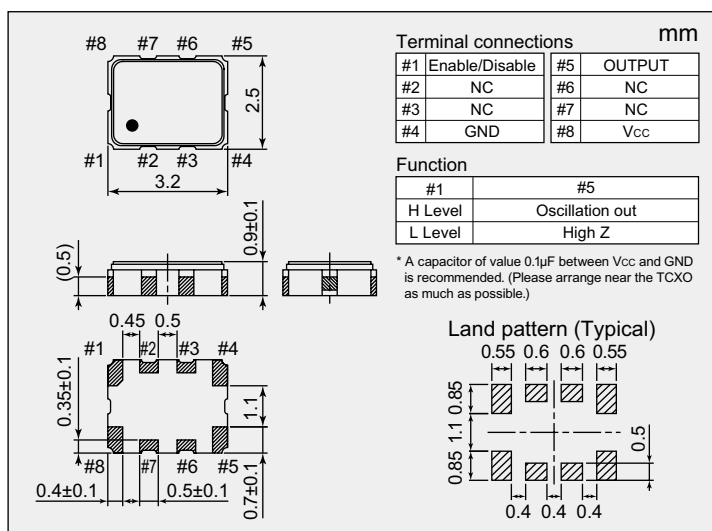 mm
#8 #7 #6 #5
2.5
#1 #2 #3 #4
3.2
Terminal connections
#1 Enable/Disable #5 OUTPUT
#2 NC #6 NC
#3 NC #7 NC
#4 GND #8 Vcc
Function
#1 #5
H Level Oscillation out
L Level High Z
* A capacitor of value 0.1µF between Vcc and GND
is recommended. (Please arrange near the TCXO
as much as possible.)
(0.5)
0.9±0.1
0.45 0.5
#1 #2 #3 #4
0.35±0.1
1.1
#8 #7 #6 #5
0.4±0.1 0.5±0.1
0.7±0.1
Land pattern (Typical)
0.55 0.6 0.6 0.55
0.85
1.1
0.85
0.5
0.4 0.4 0.4